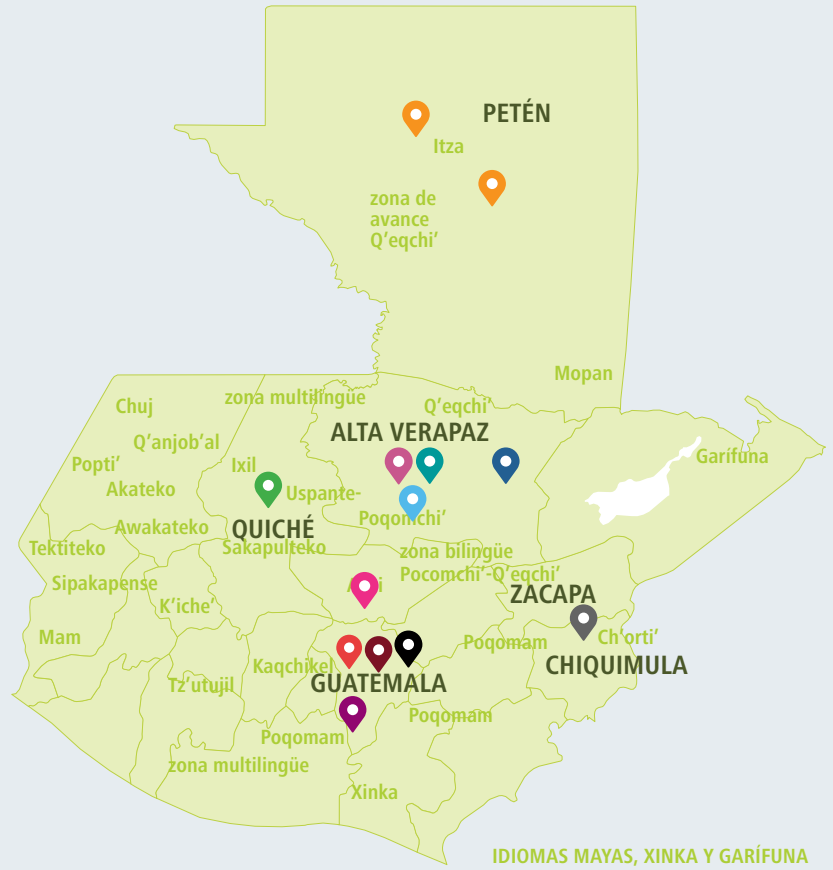 PETÉN
Itza
zona de
avance
Q'eqchi'
Mopan
zona multilingüe
Q'eqchi'
Chuj
ALTA VERAPAZ
Q'anjob'al
Garífuna
Popti'
Ixil
Akateko
Uspante-
Poqomchi'
Awakateko
QUICHÉ
Tektiteko
Sakapulteko
zona bilingüe
Pocomchi'-Q'eqchi'
Sipakapense
ZACAPA
K'iche'
Mam
Ch'orti'
Poqomam
Kaqchikel
CHIQUIMULA
Tz'utujil
GUATEMALA
Poqomam
Poqomam
zona multilingüe
Xinka
IDIOMAS MAYAS, XINKA Y GARÍFUNA